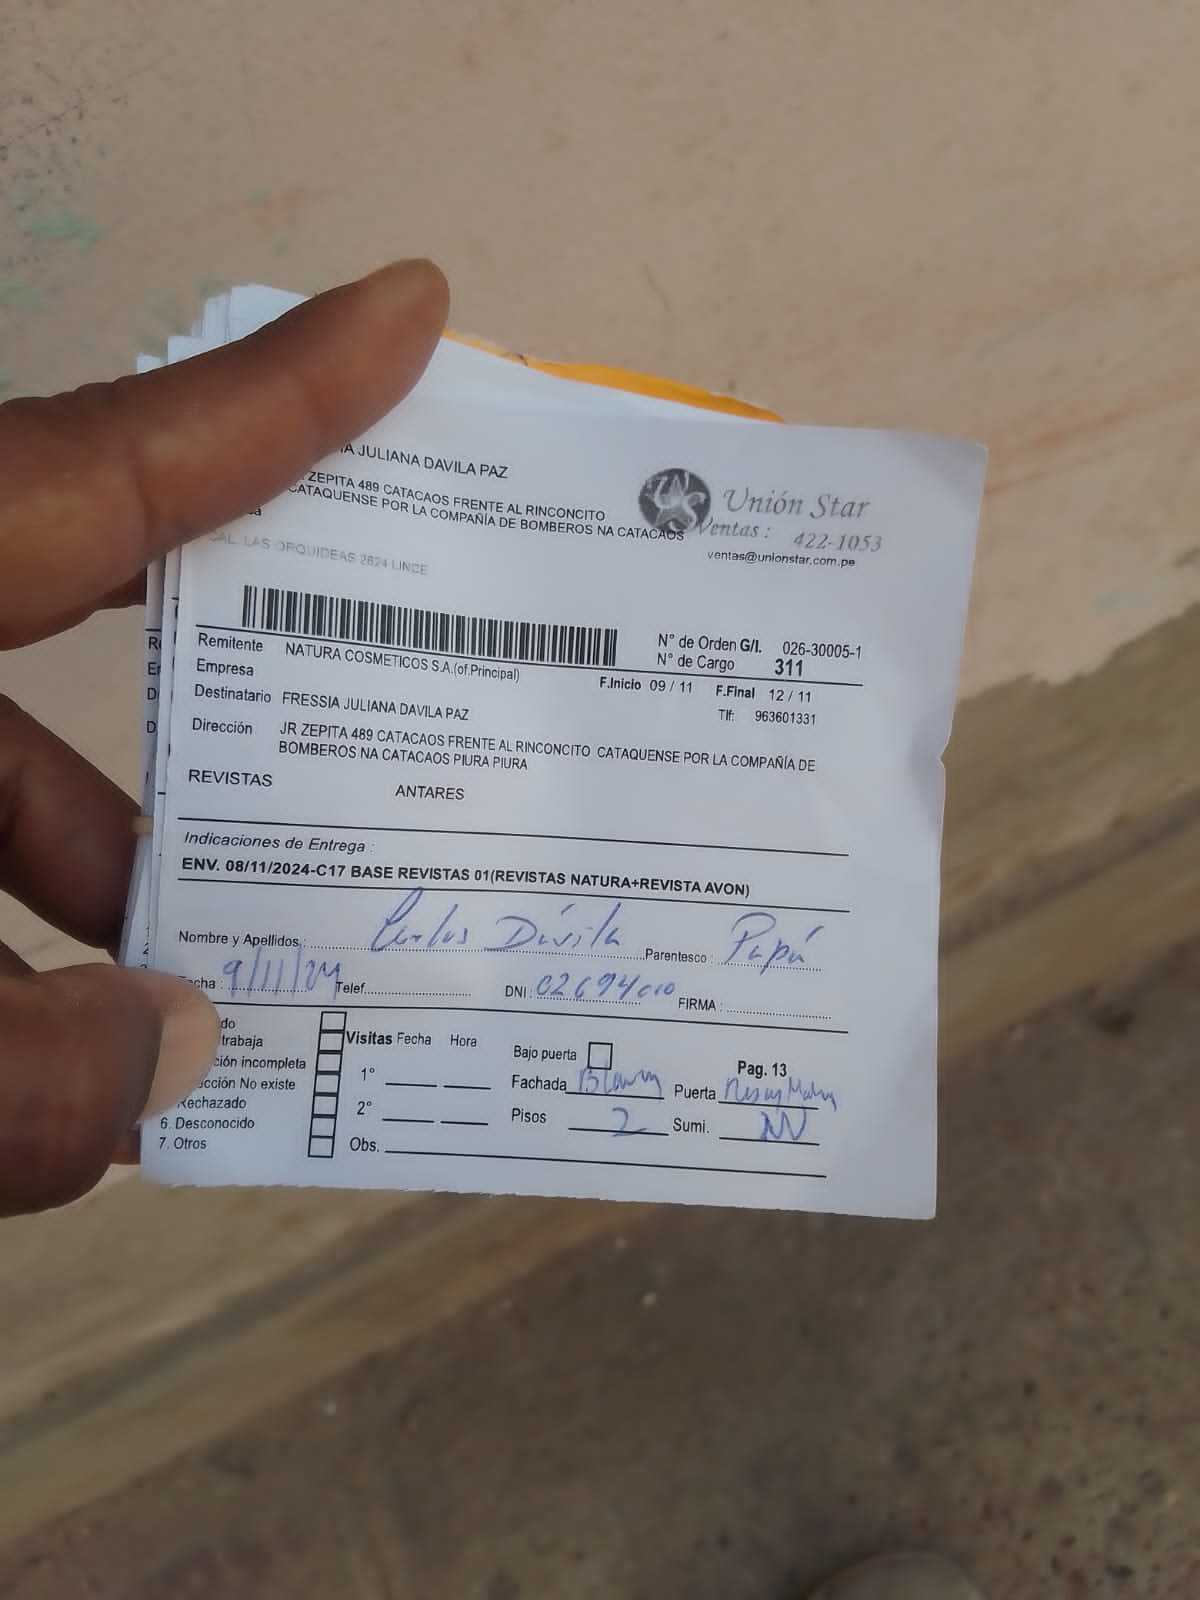 JULIANA DAVILA PAZ
ZEPITA 489 CATACAOS FRENTE AL RINCONCITO
CATAQUENSE POR LA COMPAÑÍA DE BOMBEROS NA CATACAOS
CAL. LAS ORQUIDEAS 2624 LINCE
Unión Star
Ventas : 422-1053
ventas@unionstar.com.pe
N° de Orden G/I. 026-30005-1
N° de Cargo 311
Remitente NATURA COSMETICOS S.A.(of.Principal)
F.Inicio 09 / 11 F.Final 12 / 11
Empresa
Tlf: 963601331
Destinatario FRESSIA JULIANA DAVILA PAZ
Dirección JR ZEPITA 489 CATACAOS FRENTE AL RINCONCITO CATAQUENSE POR LA COMPAÑÍA DE
BOMBEROS NA CATACAOS PIURA PIURA
REVISTAS ANTARES
Indicaciones de Entrega :
ENV. 08/11/2024-C17 BASE REVISTAS 01(REVISTAS NATURA+REVISTA AVON)
Nombre y Apellidos : Carlos Dávila Parentesco : Papá
9/11/24 Telef. DNI : 02694010 FIRMA :
Visitas Fecha Hora
Bajo puerta
Pag. 13
incompleta
No existe
1°
Fachada Blanca Puerta
Rechazado
2°
Pisos 2 Sumi.
6. Desconocido
7. Otros
Obs.